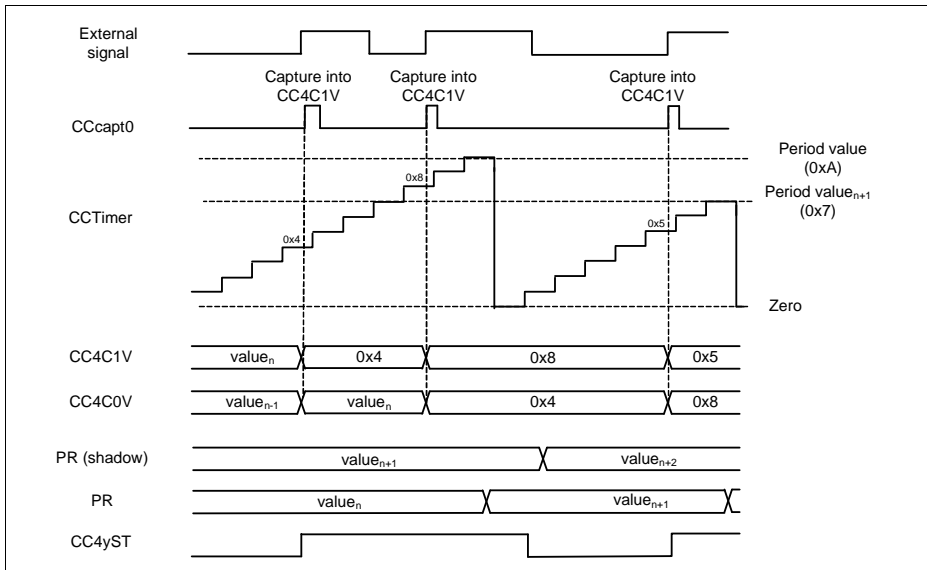 External
signal
Capture into
CC4C1V
Capture into
CC4C1V
Capture into
CC4C1V
CCcapt0
Period value
(0xA)
Period valueₙ₊₁
(0x7)
CCTimer
0x4
0x8
0x5
Zero
CC4C1V
valueₙ
0x4
0x8
0x5
CC4C0V
valueₙ₋₁
valueₙ
0x4
0x8
PR (shadow)
valueₙ₊₁
valueₙ₊₂
PR
valueₙ
valueₙ₊₁
CC4yST